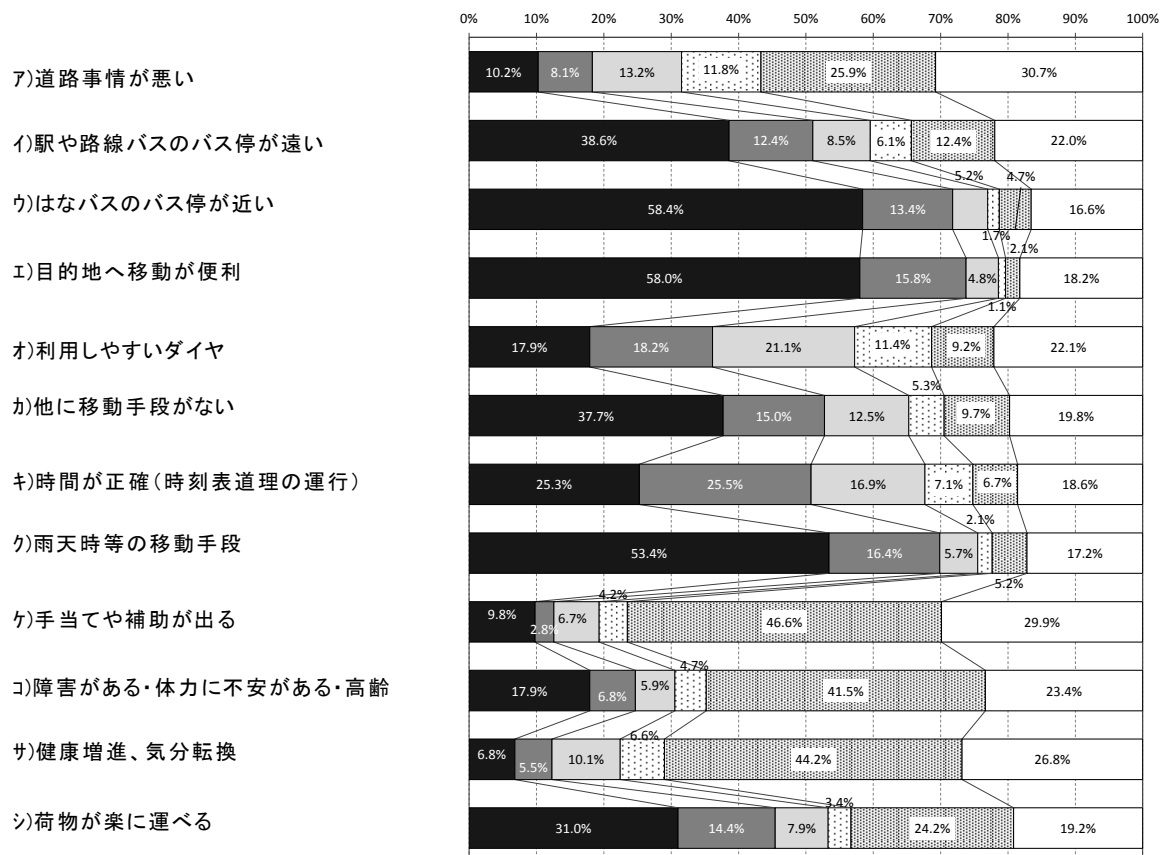 0% 10% 20% 30% 40% 50% 60% 70% 80% 90% 100%
ｱ)道路事情が悪い 10.2% 8.1% 13.2% 11.8% 25.9% 30.7%
ｲ)駅や路線バスのバス停が遠い 38.6% 12.4% 8.5% 6.1% 12.4% 22.0%
ｳ)はなバスのバス停が近い 58.4% 13.4% 5.2% 1.7% 4.7% 16.6%
ｴ)目的地へ移動が便利 58.0% 15.8% 4.8% 1.1% 2.1% 18.2%
ｵ)利用しやすいダイヤ 17.9% 18.2% 21.1% 11.4% 9.2% 22.1%
ｶ)他に移動手段がない 37.7% 15.0% 12.5% 5.3% 9.7% 19.8%
ｷ)時間が正確（時刻表道理の運行） 25.3% 25.5% 16.9% 7.1% 6.7% 18.6%
ｸ)雨天時等の移動手段 53.4% 16.4% 5.7% 2.1% 5.2% 17.2%
ｹ)手当てや補助が出る 9.8% 2.8% 6.7% 4.2% 46.6% 29.9%
ｺ)障害がある・体力に不安がある・高齢 17.9% 6.8% 5.9% 4.7% 41.5% 23.4%
ｻ)健康増進、気分転換 6.8% 5.5% 10.1% 6.6% 44.2% 26.8%
ｼ)荷物が楽に運べる 31.0% 14.4% 7.9% 3.4% 24.2% 19.2%